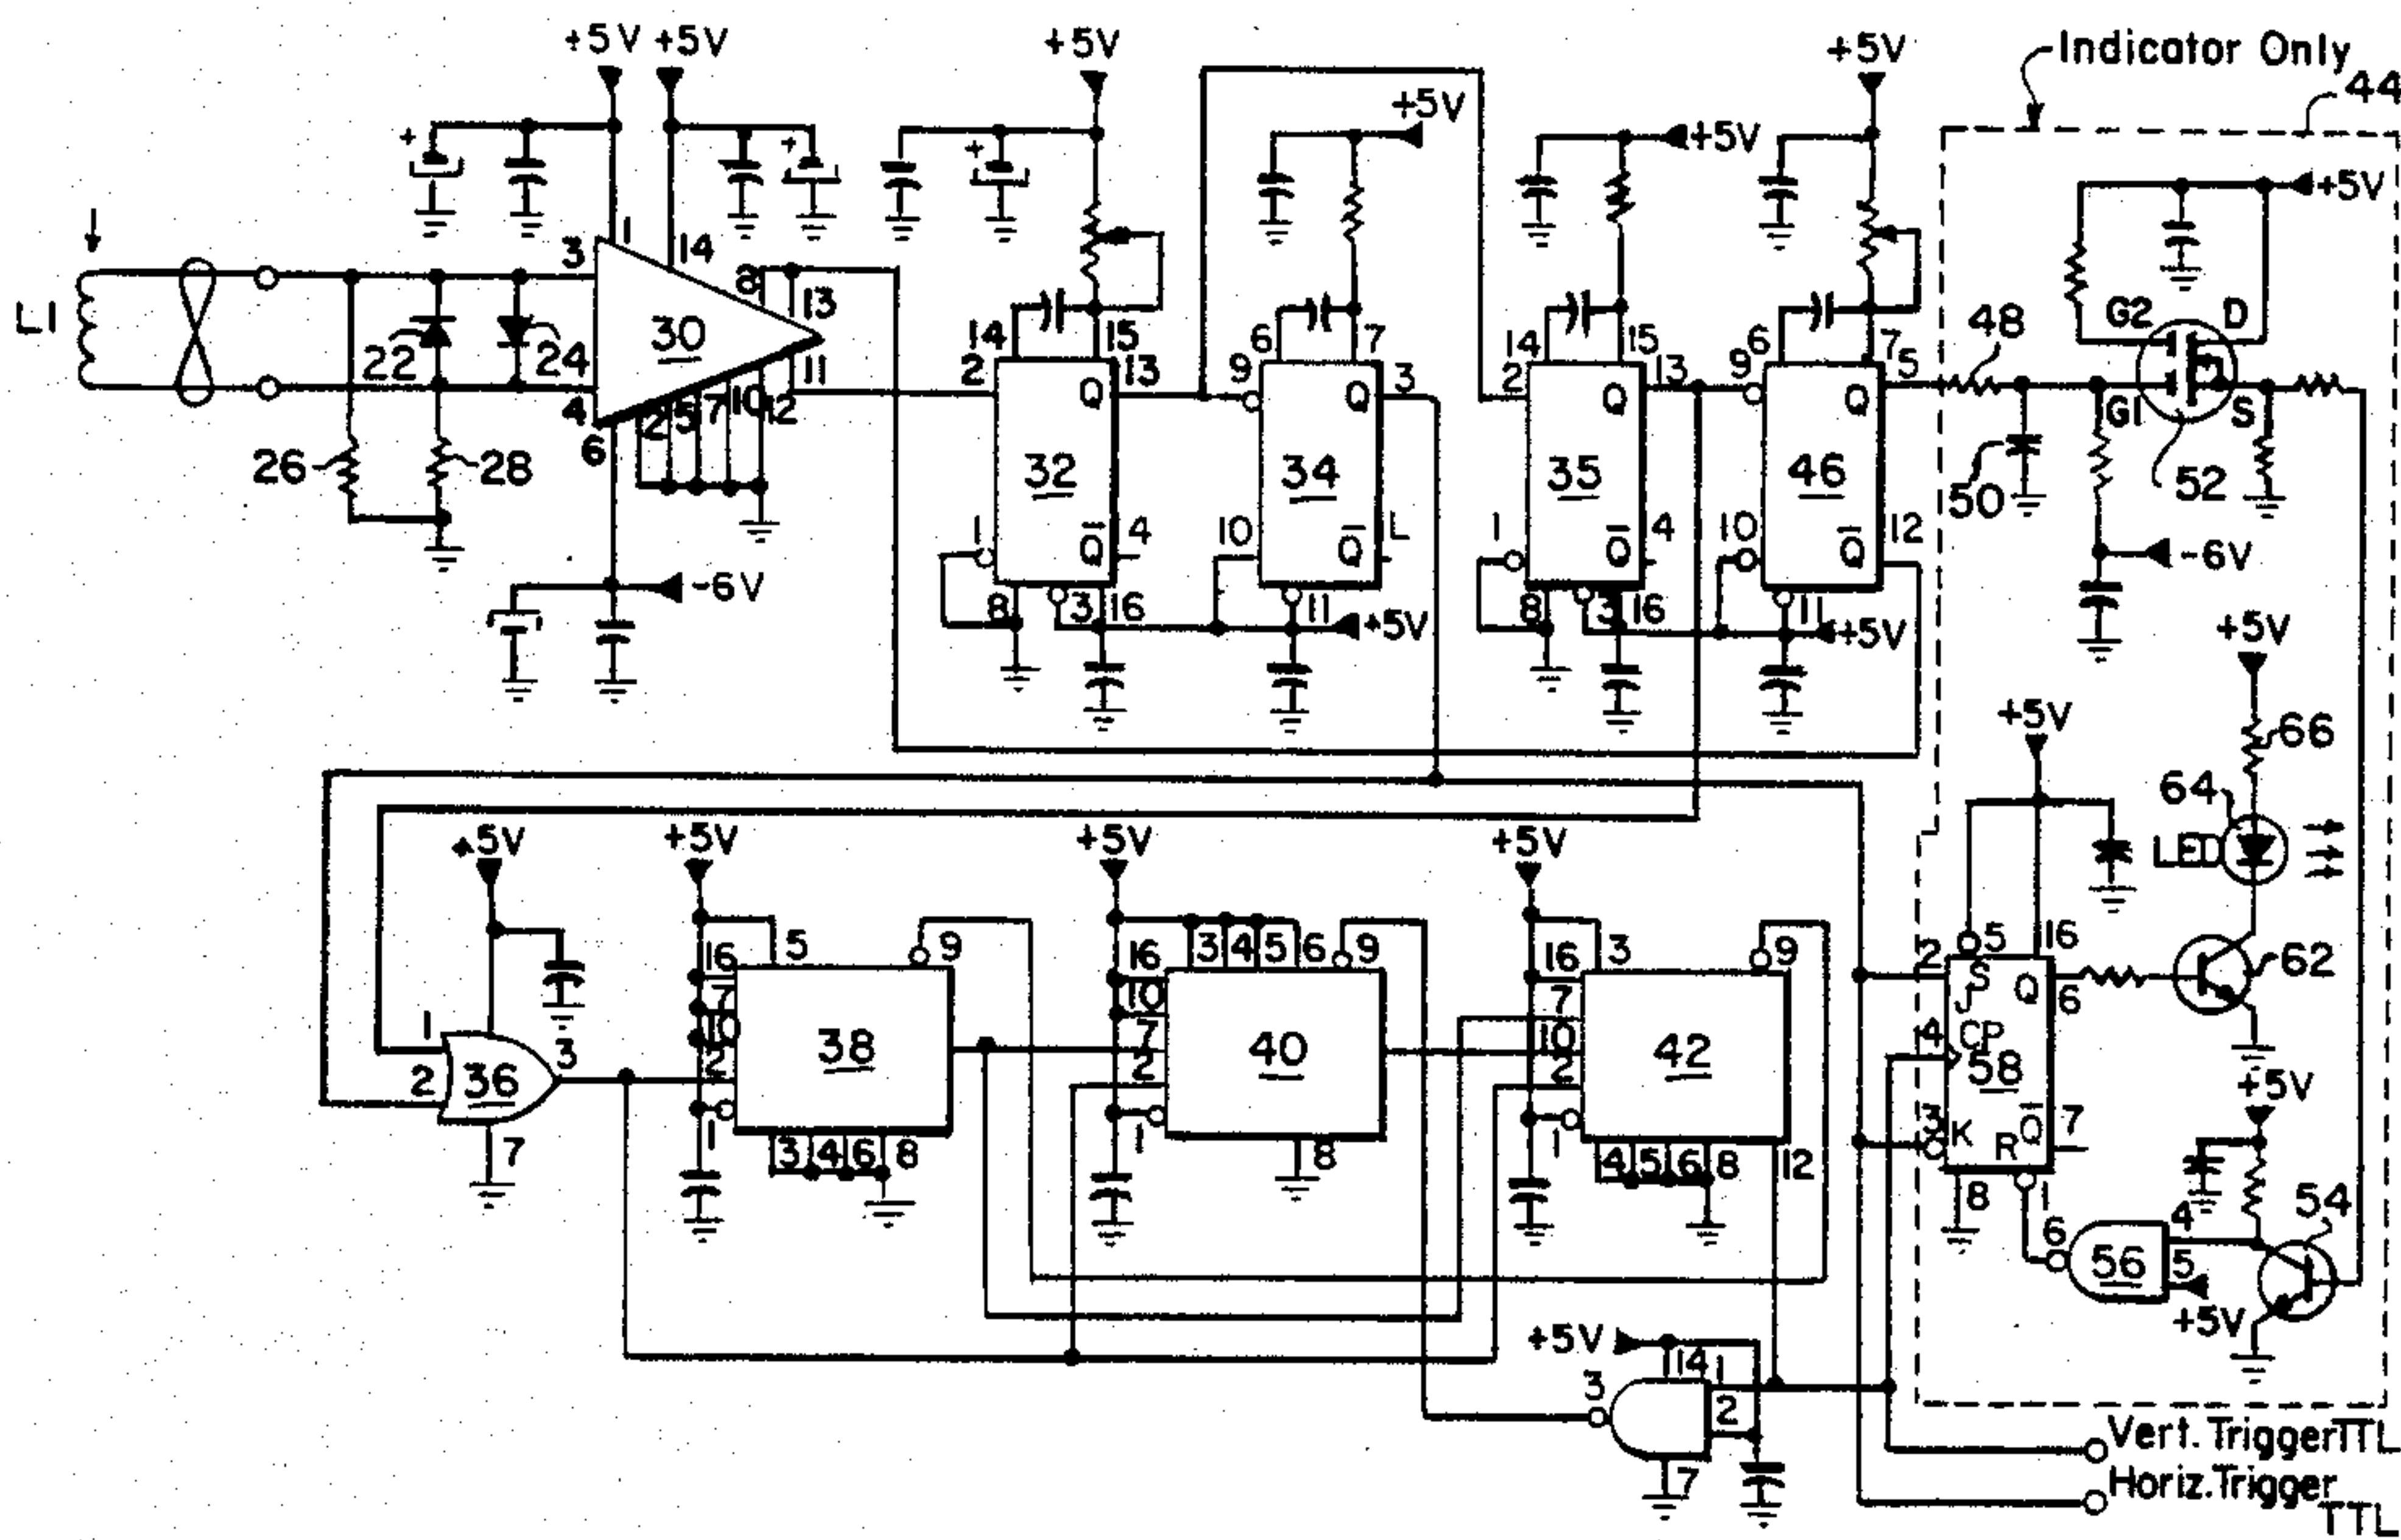 +5V +5V +5V +5V Indicator Only
44
+5V +5V
+ + + +5V
3 1 14 8 13
L1 22 24 30 14 15 6 7 14 15 6 7 48 G2 D
4 2 5 7 10 12 11 2 Q 13 9 Q 3 2 Q 13 9 Q 5 G1 S
6
26 28 32 34 35 46 50 52
1 Q̅ 4 10 Q̅ L 1 Q̅ 4 10 Q̅ 12
-6V 8 3 16 11 +5V 8 3 16 11 +5V -6V
+5V
+5V 66
64
LED
+5V +5V +5V +5V
16 5 9 16 3 4 5 6 9 16 3 9 2 5 16
7 10 7 S J Q 6 62
1 10 7 10 4 CP
2 36 3 2 38 2 40 2 42 58
+5V
7 1 3 4 6 8 1 8 1 4 5 6 8 12 3 K R Q̅ 7
8 1 54
6 56 4
5
+5V
+5V 14 1
3 2
7
Vert. Trigger TTL
Horiz. Trigger
TTL